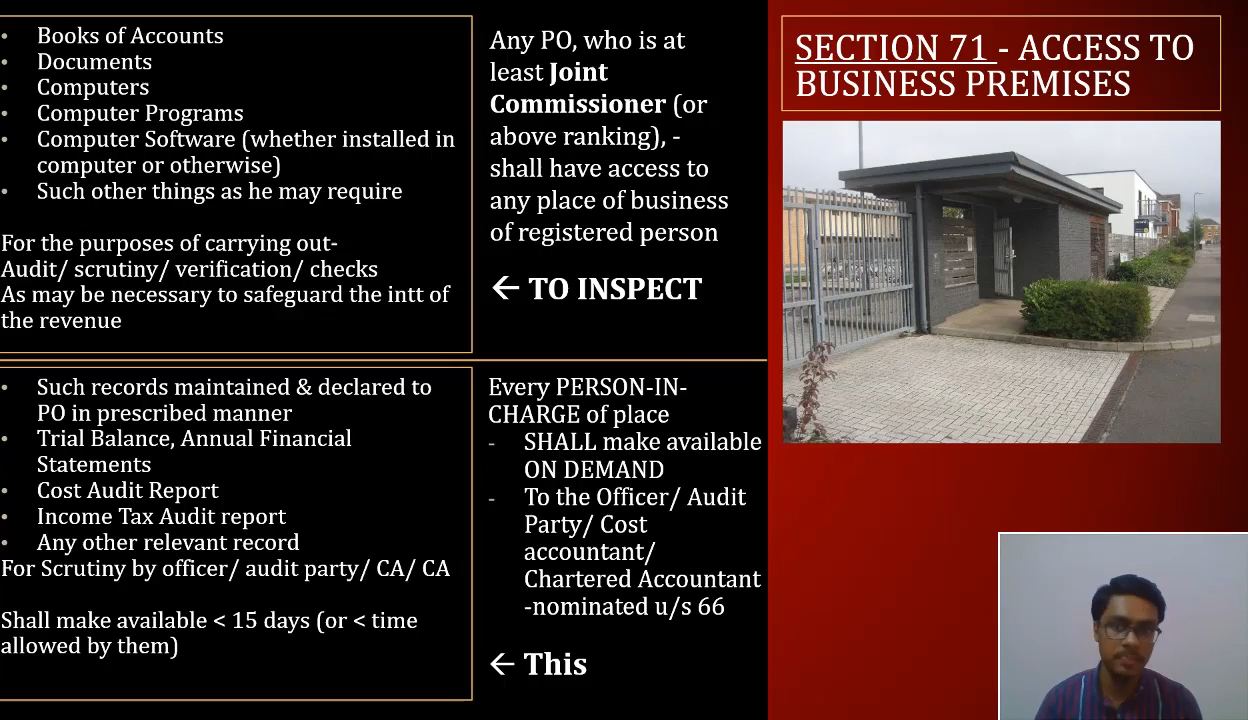 SECTION 71 - ACCESS TO
BUSINESS PREMISES
Any PO, who is at
least Joint
Commissioner (or
above ranking), -
shall have access to
any place of business
of registered person
← TO INSPECT
• Books of Accounts
• Documents
• Computers
• Computer Programs
• Computer Software (whether installed in
computer or otherwise)
• Such other things as he may require
For the purposes of carrying out-
Audit/ scrutiny/ verification/ checks
As may be necessary to safeguard the intt of
the revenue
Every PERSON-IN-
CHARGE of place
- SHALL make available
ON DEMAND
- To the Officer/ Audit
Party/ Cost
accountant/
Chartered Accountant
-nominated u/s 66
← This
• Such records maintained & declared to
PO in prescribed manner
• Trial Balance, Annual Financial
Statements
• Cost Audit Report
• Income Tax Audit report
• Any other relevant record
For Scrutiny by officer/ audit party/ CA/ CA
Shall make available < 15 days (or < time
allowed by them)